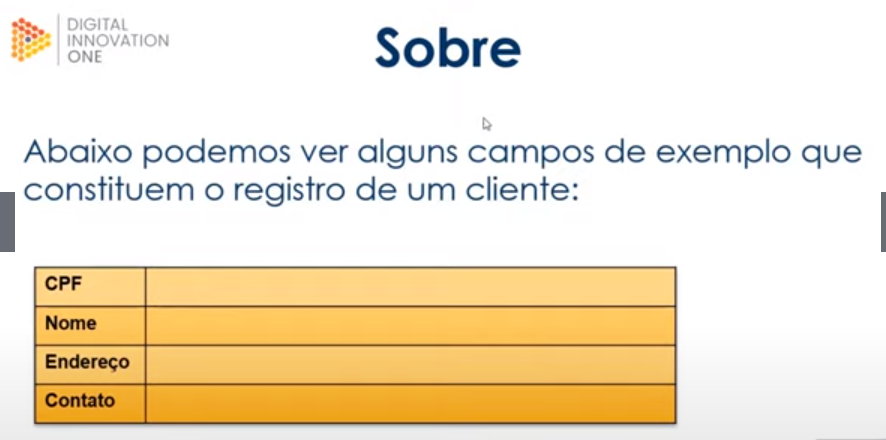 DIGITAL
INNOVATION
ONE
Sobre
Abaixo podemos ver alguns campos de exemplo que
constituem o registro de um cliente:
CPF
Nome
Endereço
Contato